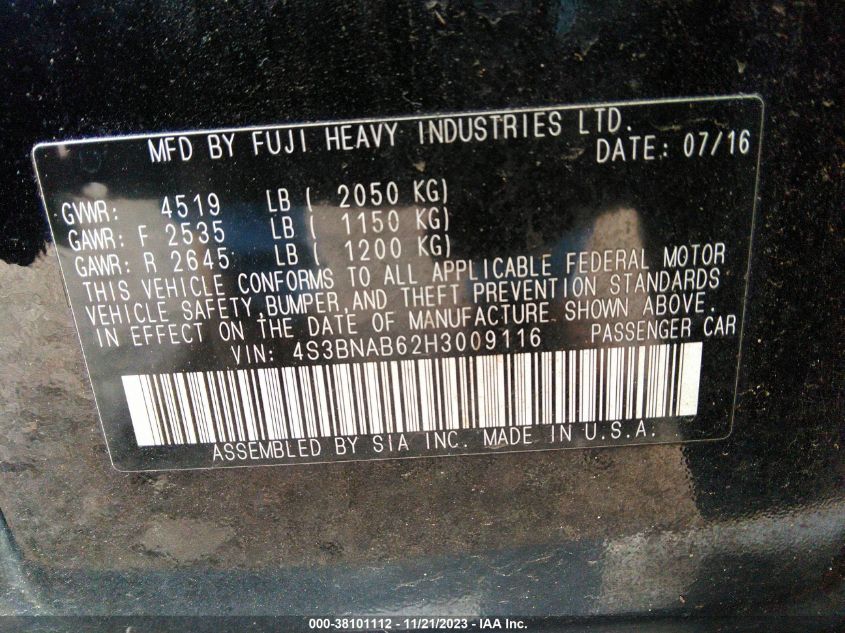 MFD BY FUJI HEAVY INDUSTRIES LTD.
DATE: 07/16
GVWR: 4519 LB ( 2050 KG)
GAWR: F 2535 LB ( 1150 KG)
GAWR: R 2645 LB ( 1200 KG)
THIS VEHICLE CONFORMS TO ALL APPLICABLE FEDERAL MOTOR
VEHICLE SAFETY,BUMPER,AND THEFT PREVENTION STANDARDS
IN EFFECT ON THE DATE OF MANUFACTURE SHOWN ABOVE.
VIN: 4S3BNAB62H3009116 PASSENGER CAR
ASSEMBLED BY SIA INC. MADE IN U.S.A.
000-38101112 - 11/21/2023 - IAA Inc.